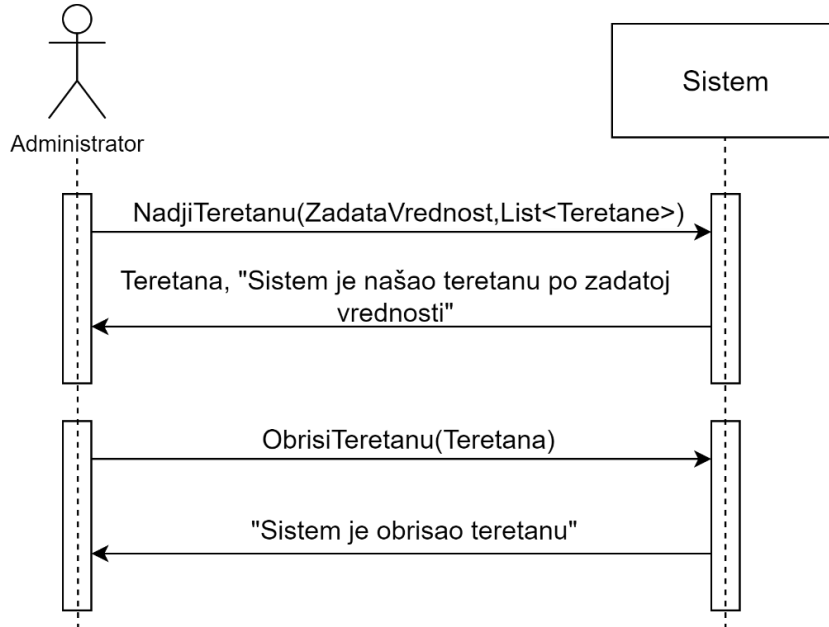 Sistem
Administrator
NadjiTeretanu(ZadataVrednost,List<Teretane>)
Teretana, "Sistem je našao teretanu po zadatoj
vrednosti"
ObrisiTeretanu(Teretana)
"Sistem je obrisao teretanu"